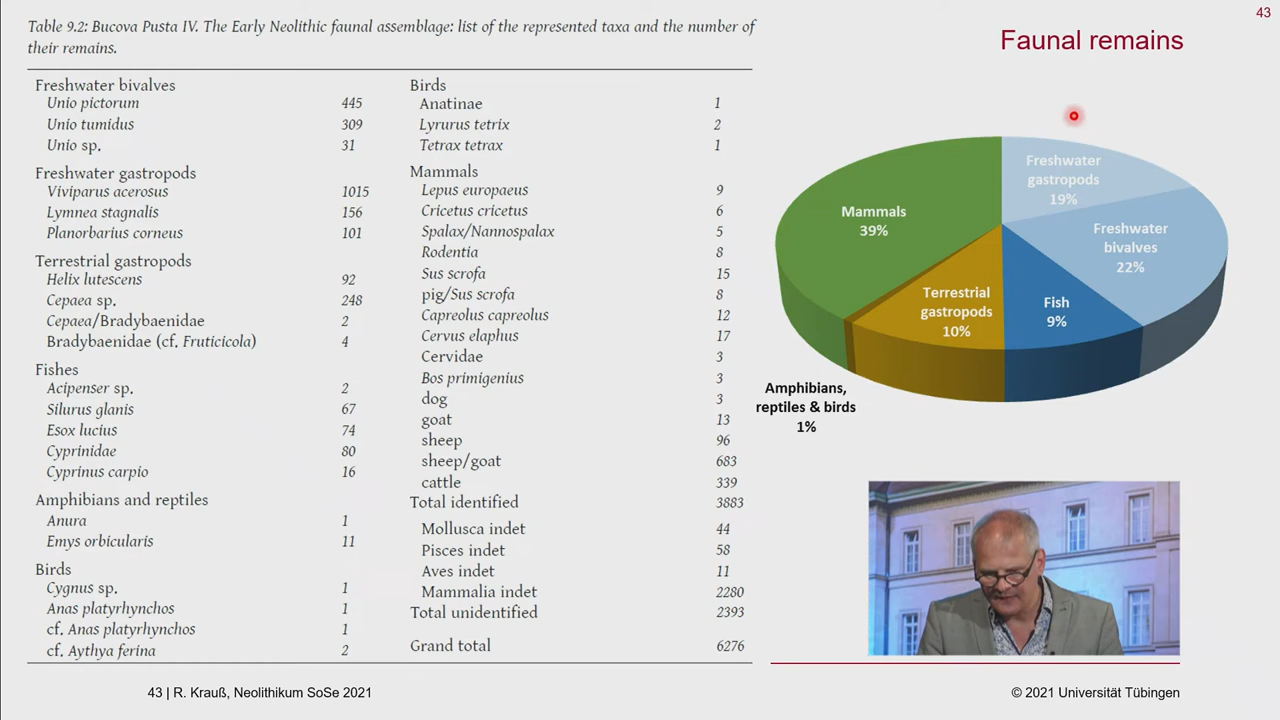 43
Table 9.2: Bucova Pusta IV. The Early Neolithic faunal assemblage: list of the represented taxa and the number of
their remains.
Faunal remains
Freshwater bivalves
Unio pictorum 445
Unio tumidus 309
Unio sp. 31
Freshwater gastropods
Viviparus acerosus 1015
Lymnea stagnalis 156
Planorbarius corneus 101
Terrestrial gastropods
Helix lutescens 92
Cepaea sp. 248
Cepaea/Bradybaenidae 2
Bradybaenidae (cf. Fruticicola) 4
Fishes
Acipenser sp. 2
Silurus glanis 67
Esox lucius 74
Cyprinidae 80
Cyprinus carpio 16
Amphibians and reptiles
Anura 1
Emys orbicularis 11
Birds
Cygnus sp. 1
Anas platyrhynchos 1
cf. Anas platyrhynchos 1
cf. Aythya ferina 2
Birds
Anatinae 1
Lyrurus tetrix 2
Tetrax tetrax 1
Mammals
Lepus europaeus 9
Cricetus cricetus 6
Spalax/Nannospalax 5
Rodentia 8
Sus scrofa 15
pig/Sus scrofa 8
Capreolus capreolus 12
Cervus elaphus 17
Cervidae 3
Bos primigenius 3
dog 3
goat 13
sheep 96
sheep/goat 683
cattle 339
Total identified 3883
Mollusca indet 44
Pisces indet 58
Aves indet 11
Mammalia indet 2280
Total unidentified 2393
Grand total 6276
Freshwater
gastropods
19%
Mammals
39%
Freshwater
bivalves
22%
Terrestrial
gastropods
10%
Fish
9%
Amphibians,
reptiles & birds
1%
43 | R. Krauß, Neolithikum SoSe 2021
© 2021 Universität Tübingen